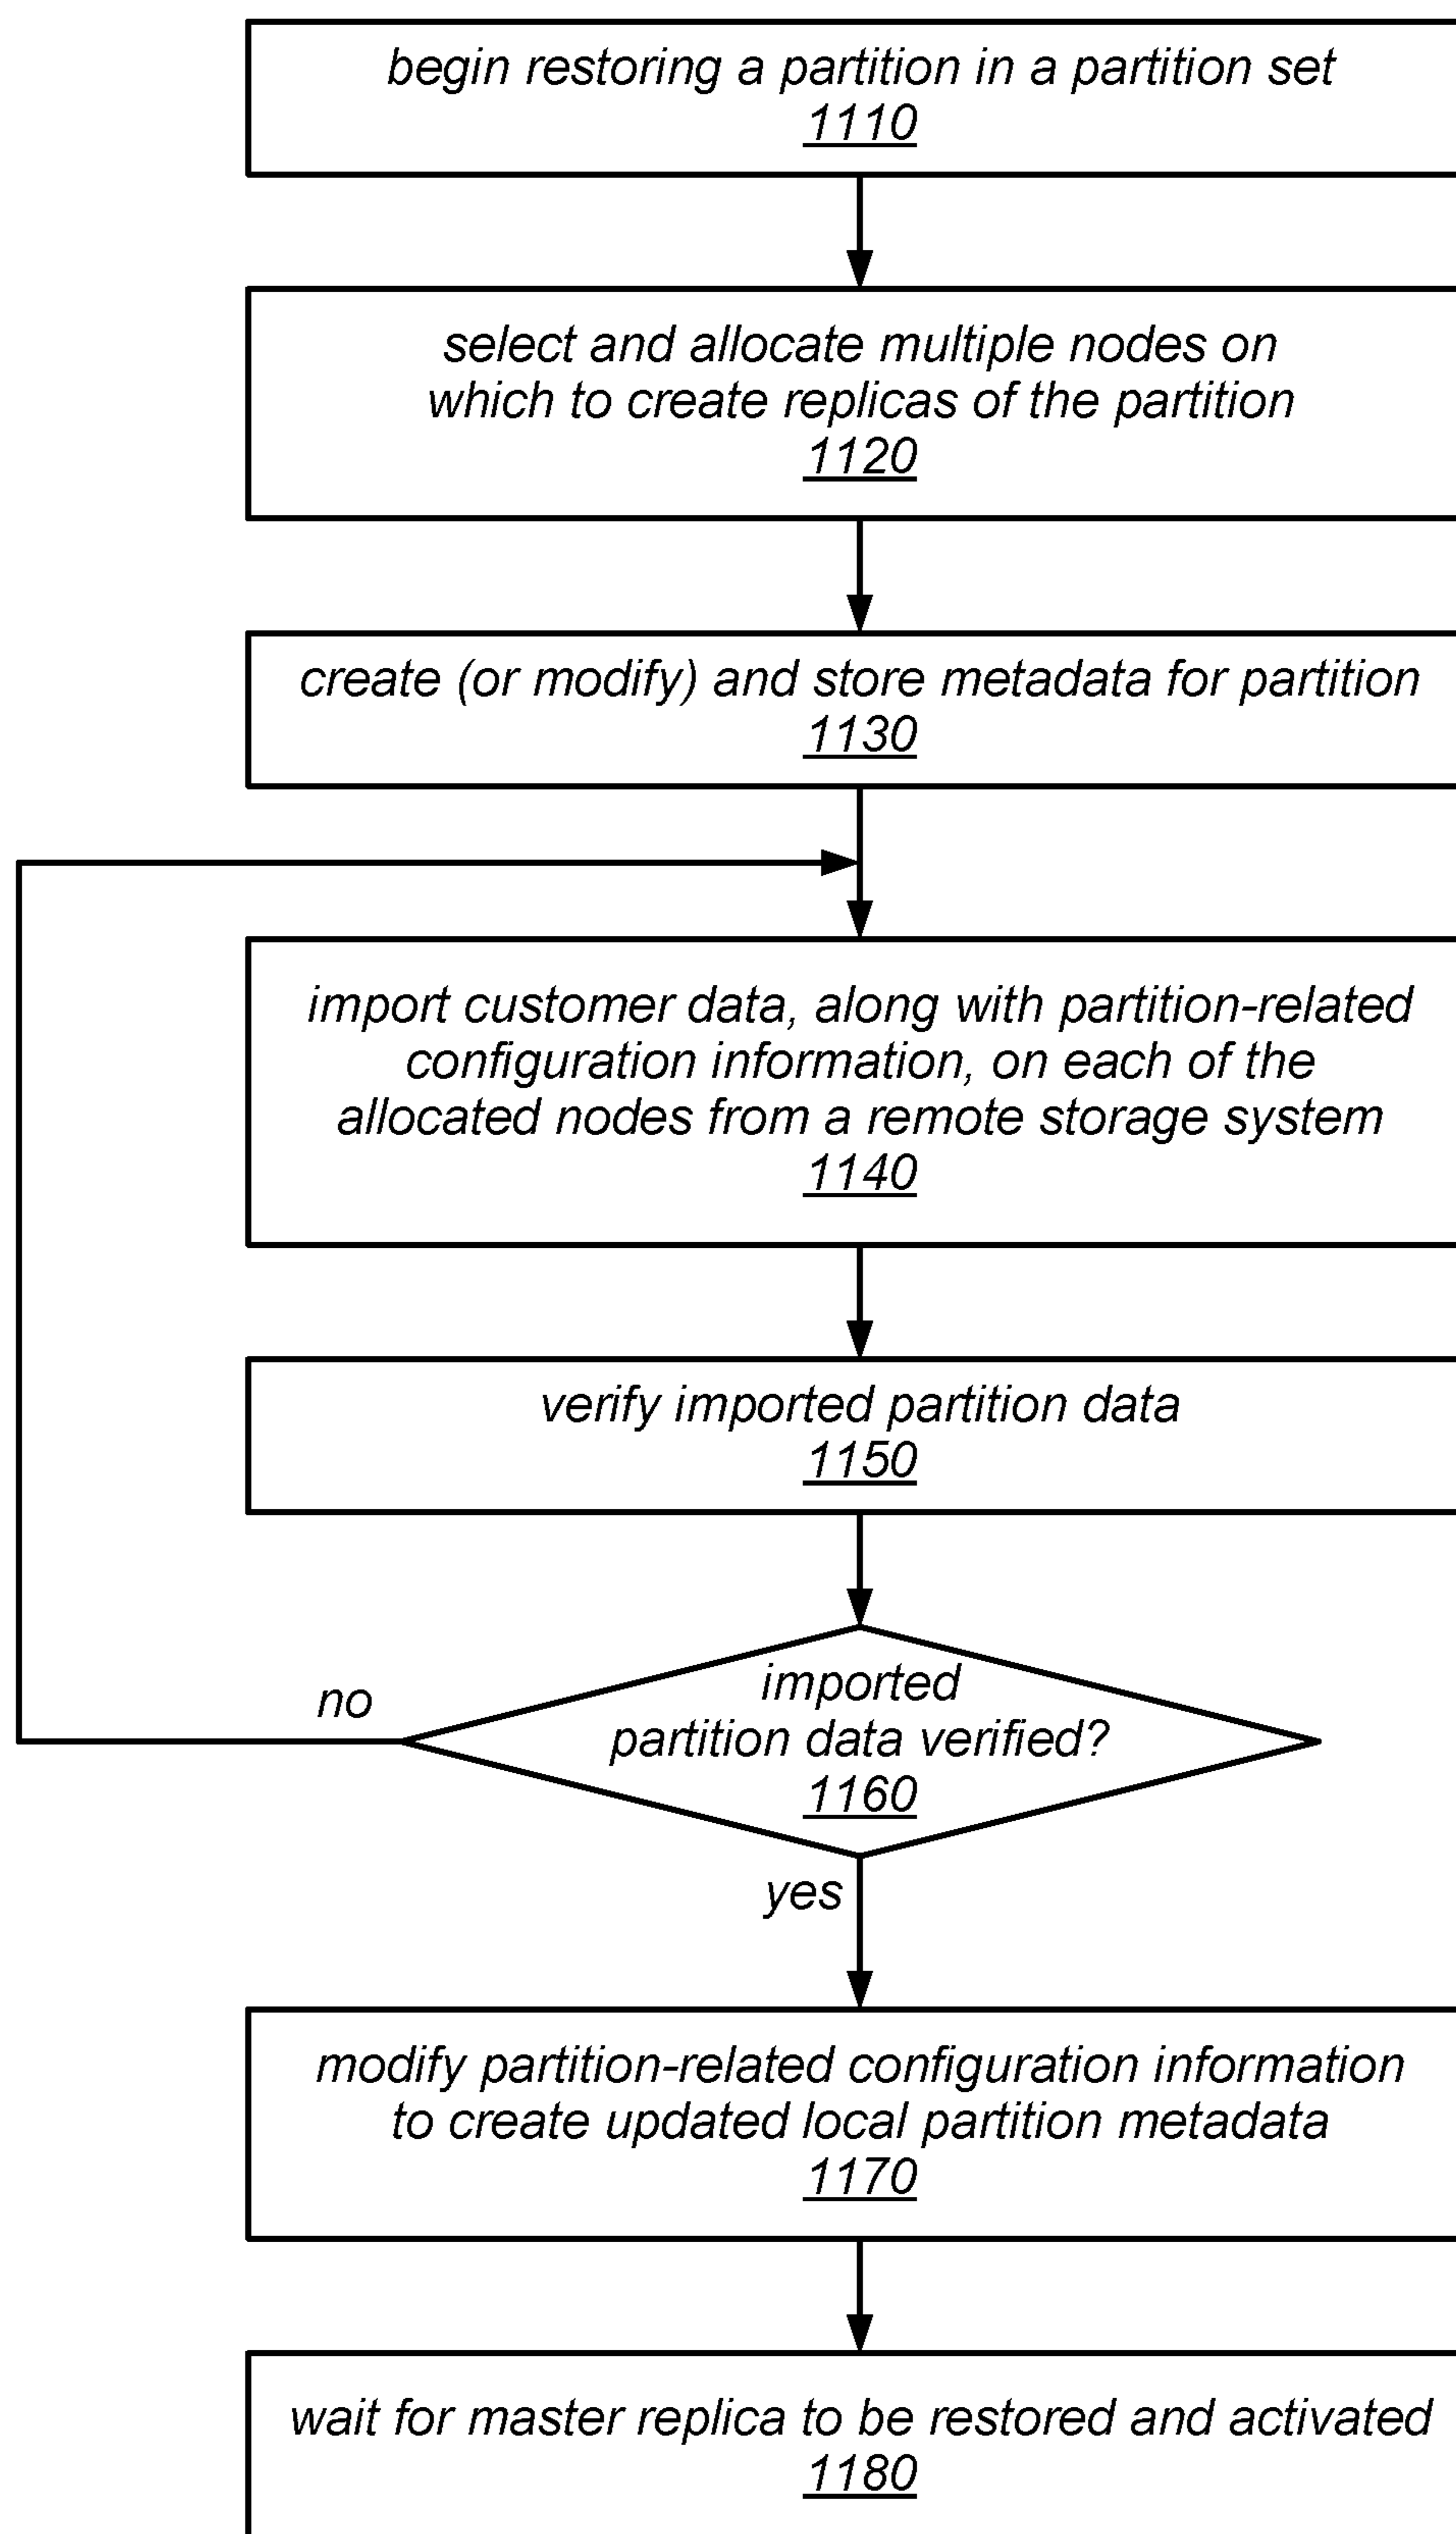 begin restoring a partition in a partition set
1110
select and allocate multiple nodes on
which to create replicas of the partition
1120
create (or modify) and store metadata for partition
1130
import customer data, along with partition-related
configuration information, on each of the
allocated nodes from a remote storage system
1140
verify imported partition data
1150
imported
partition data verified?
1160
no
yes
modify partition-related configuration information
to create updated local partition metadata
1170
wait for master replica to be restored and activated
1180